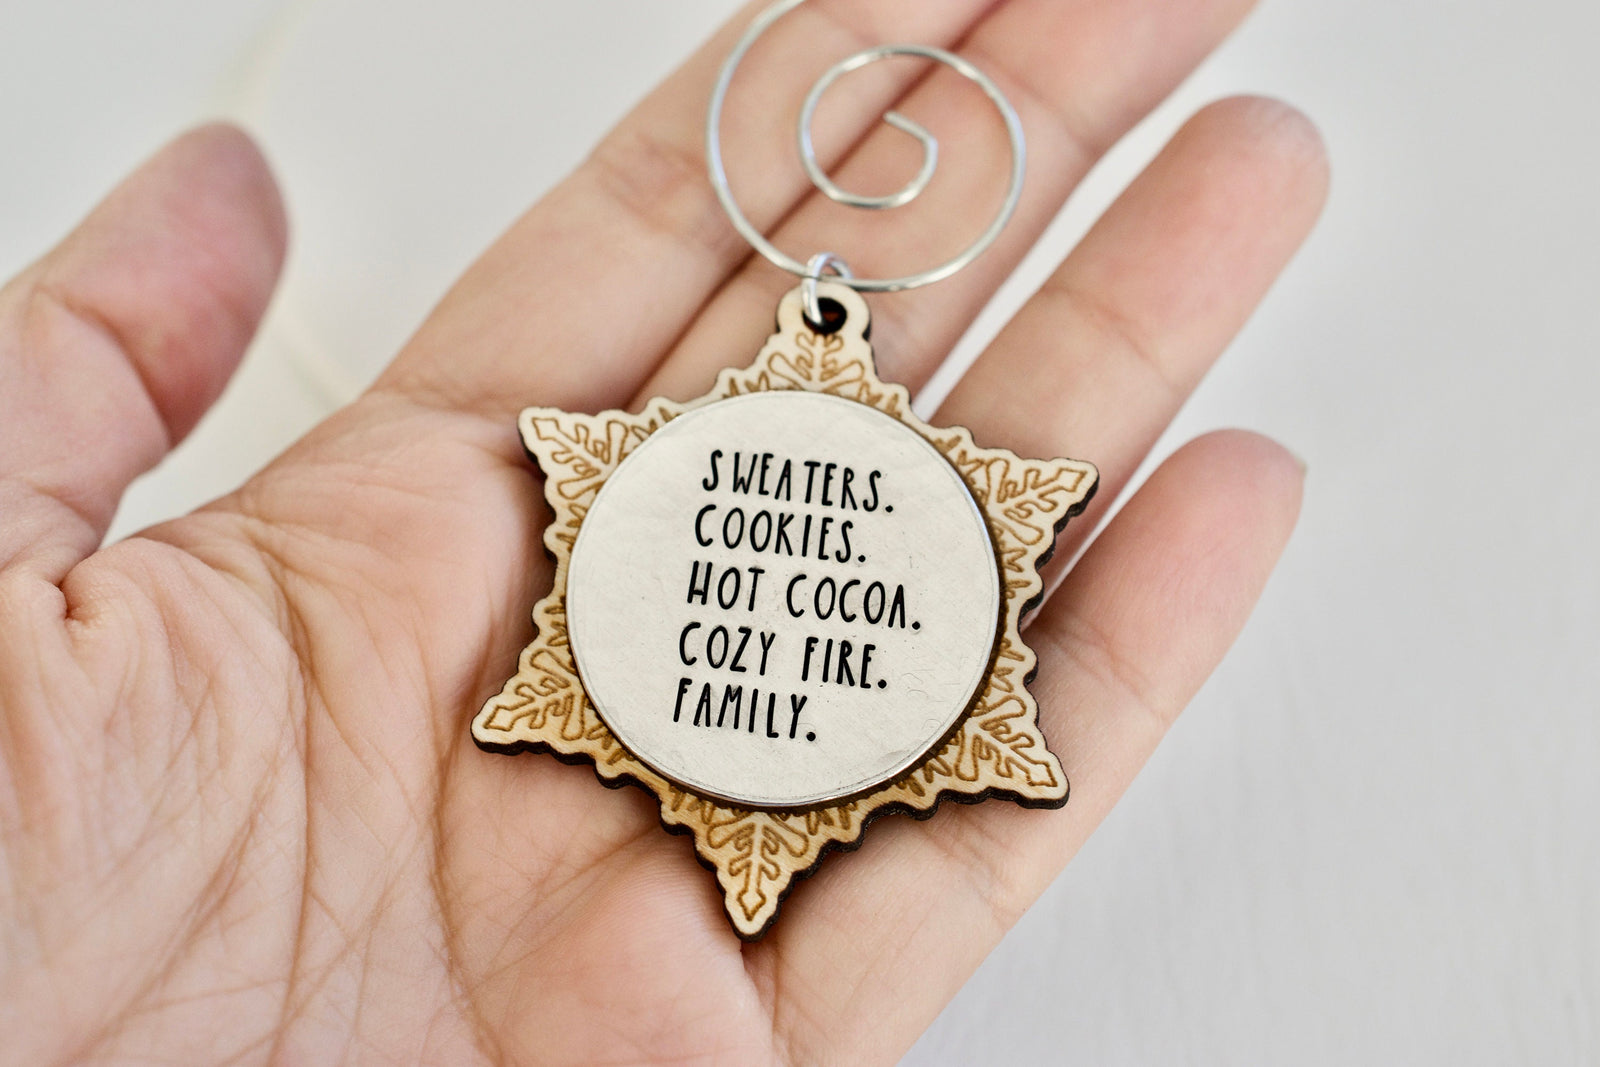 SWEATERS.
COOKIES.
HOT COCOA.
COZY FIRE.
FAMILY.